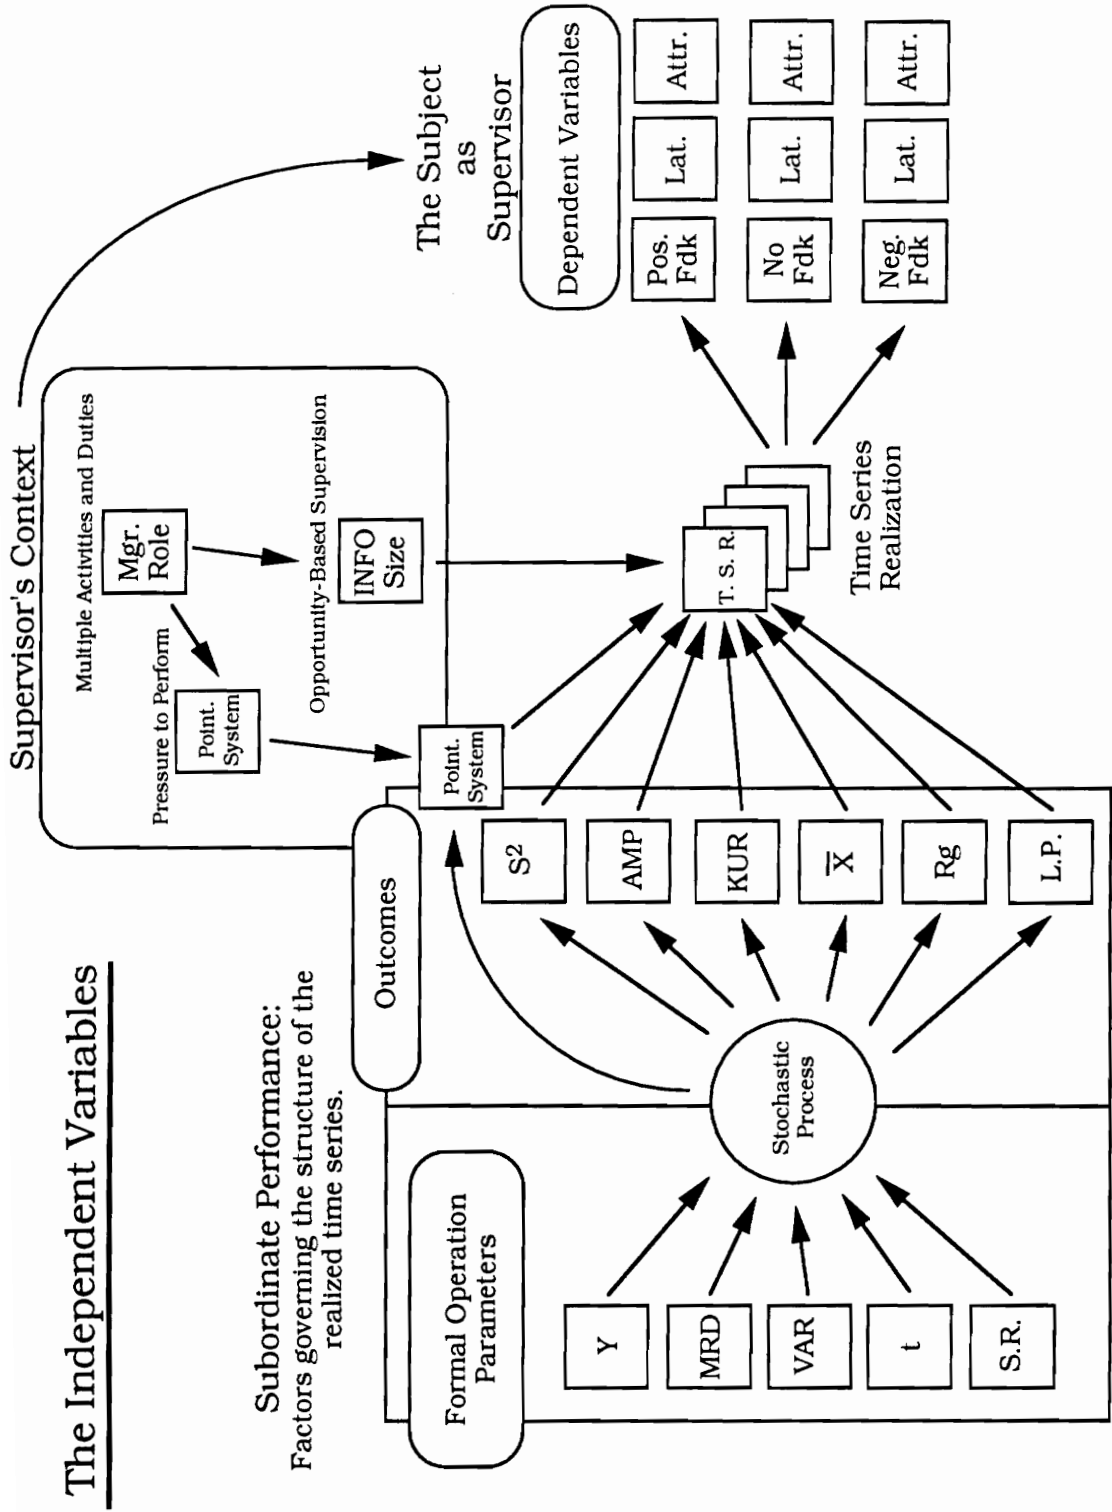 The Independent Variables
Supervisor's Context
Multiple Activities and Duties
Mgr.
Role
Pressure to Perform
Point.
System
Opportunity-Based Supervision
INFO
Size
Subordinate Performance:
Factors governing the structure of the
realized time series.
Formal Operation
Parameters
Y
MRD
VAR
t
S.R.
Stochastic
Process
Outcomes
Point.
System
S²
AMP
KUR
X̅
Rg
L.P.
T. S. R.
Time Series
Realization
The Subject
as
Supervisor
Dependent Variables
Pos.
Fdk
Lat.
Attr.
No
Fdk
Lat.
Attr.
Neg.
Fdk
Lat.
Attr.